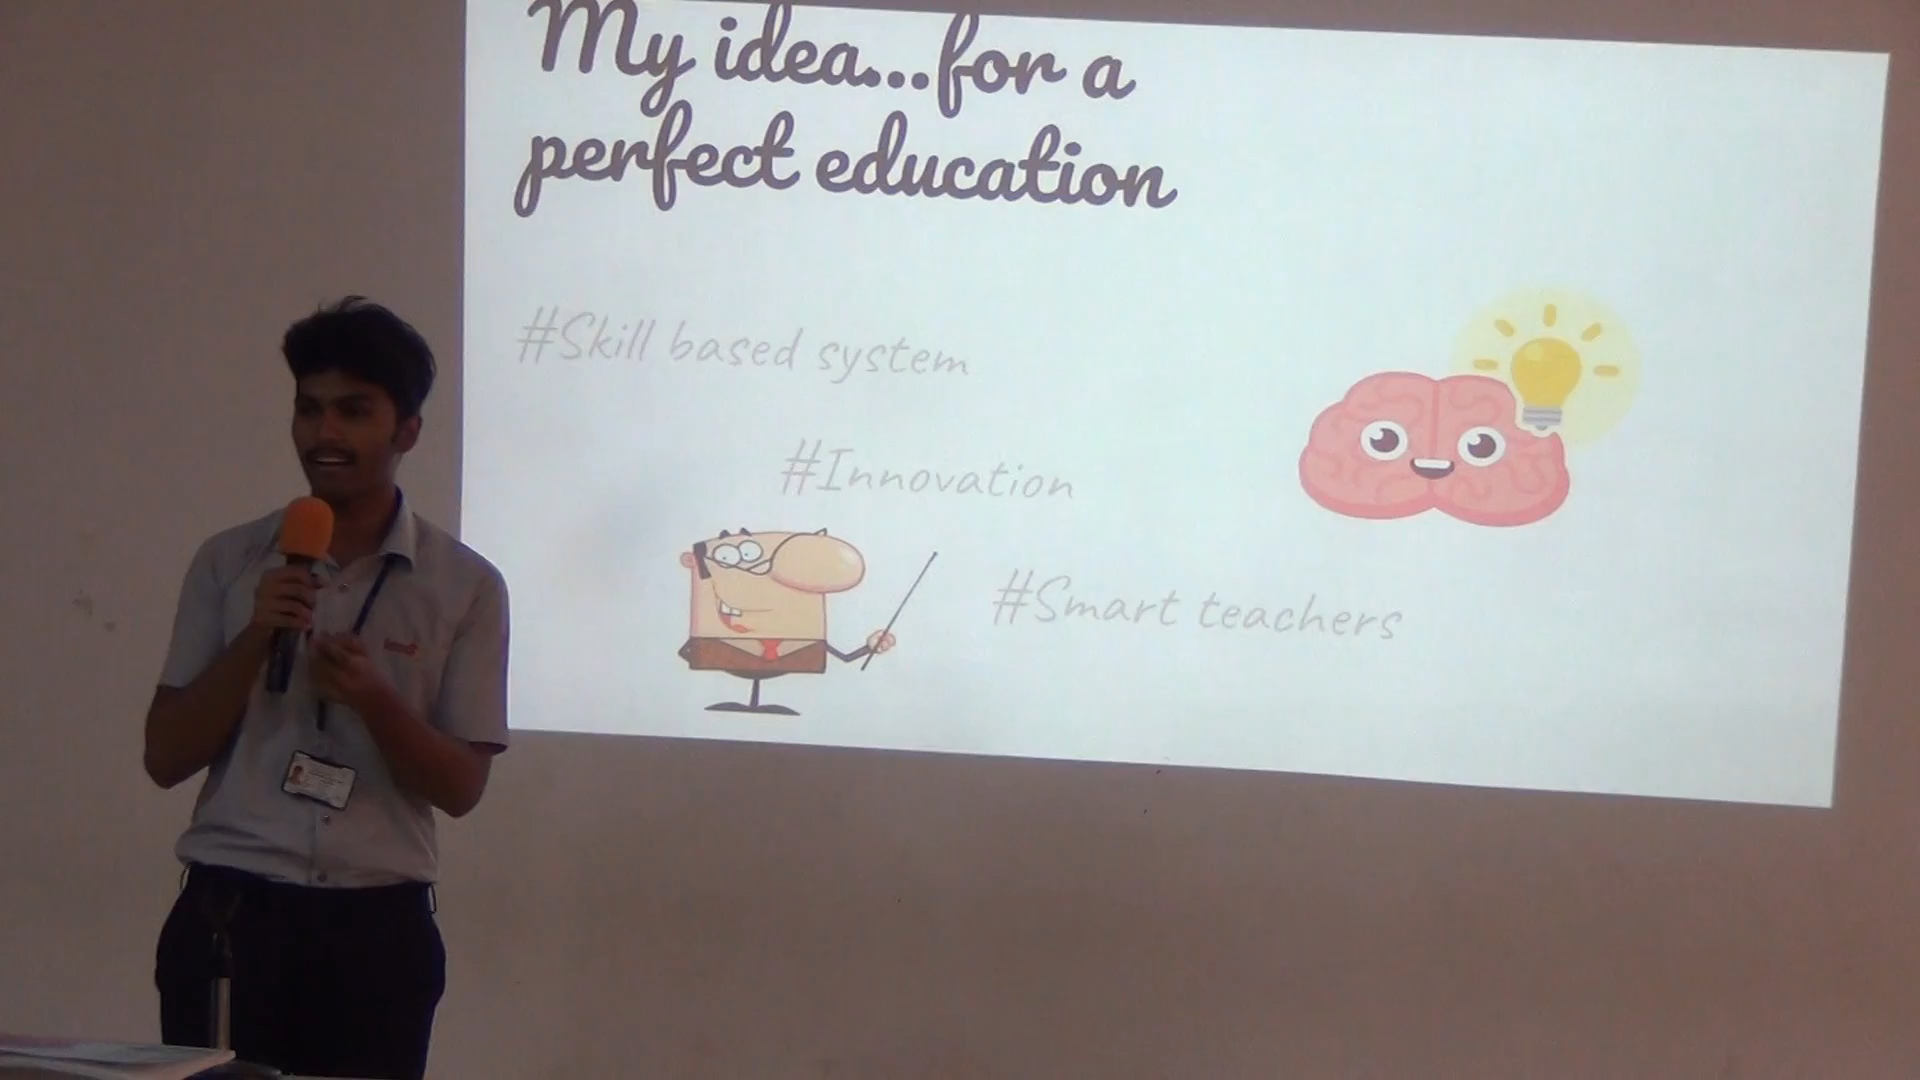 My idea...for a
perfect education
#Skill based system
#Innovation
#Smart teachers